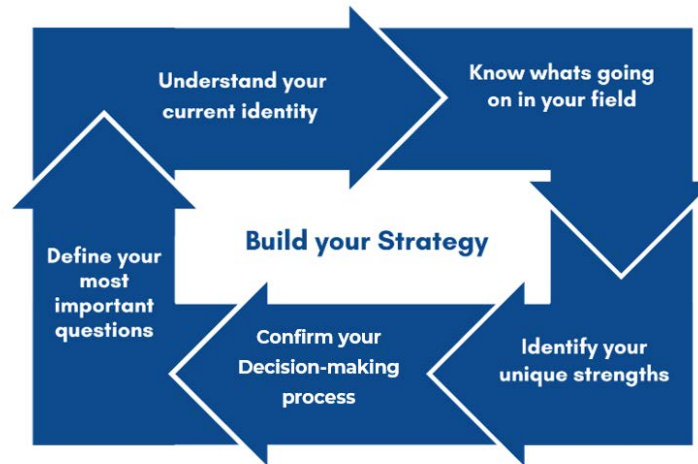 Understand your
current identity
Know whats going
on in your field
Build your Strategy
Identify your
unique strengths
Confirm your
Decision-making
process
Define your
most
important
questions